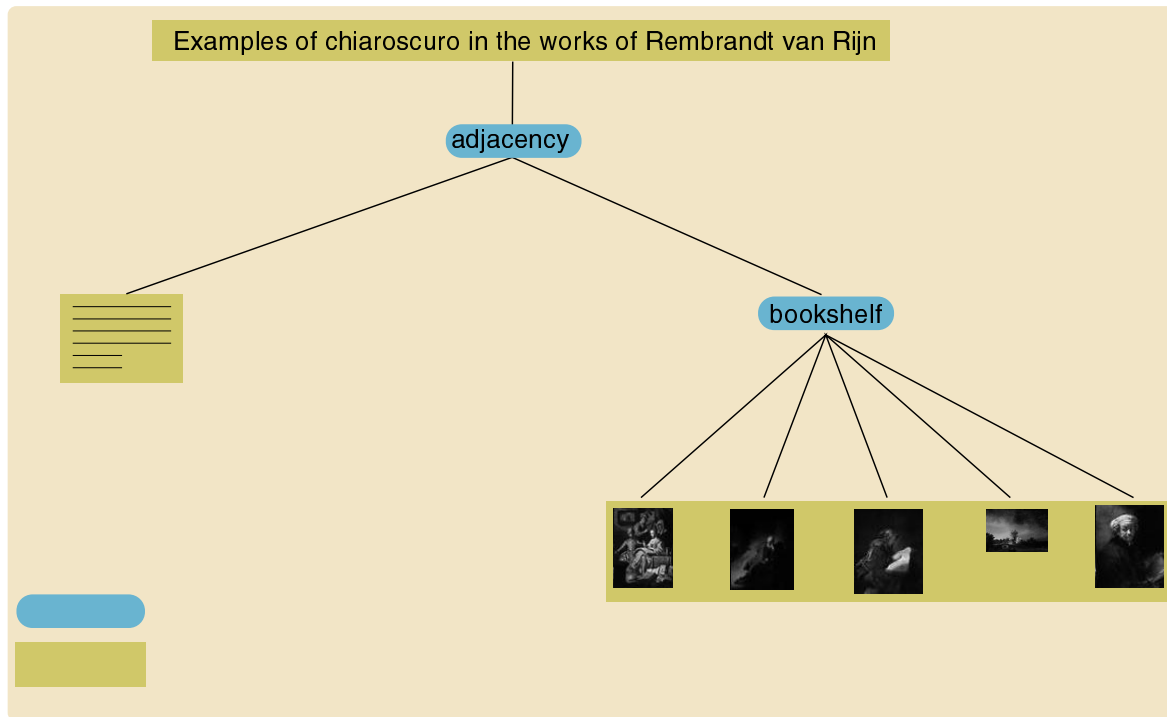 Examples of chiaroscuro in the works of Rembrandt van Rijn
adjacency
bookshelf